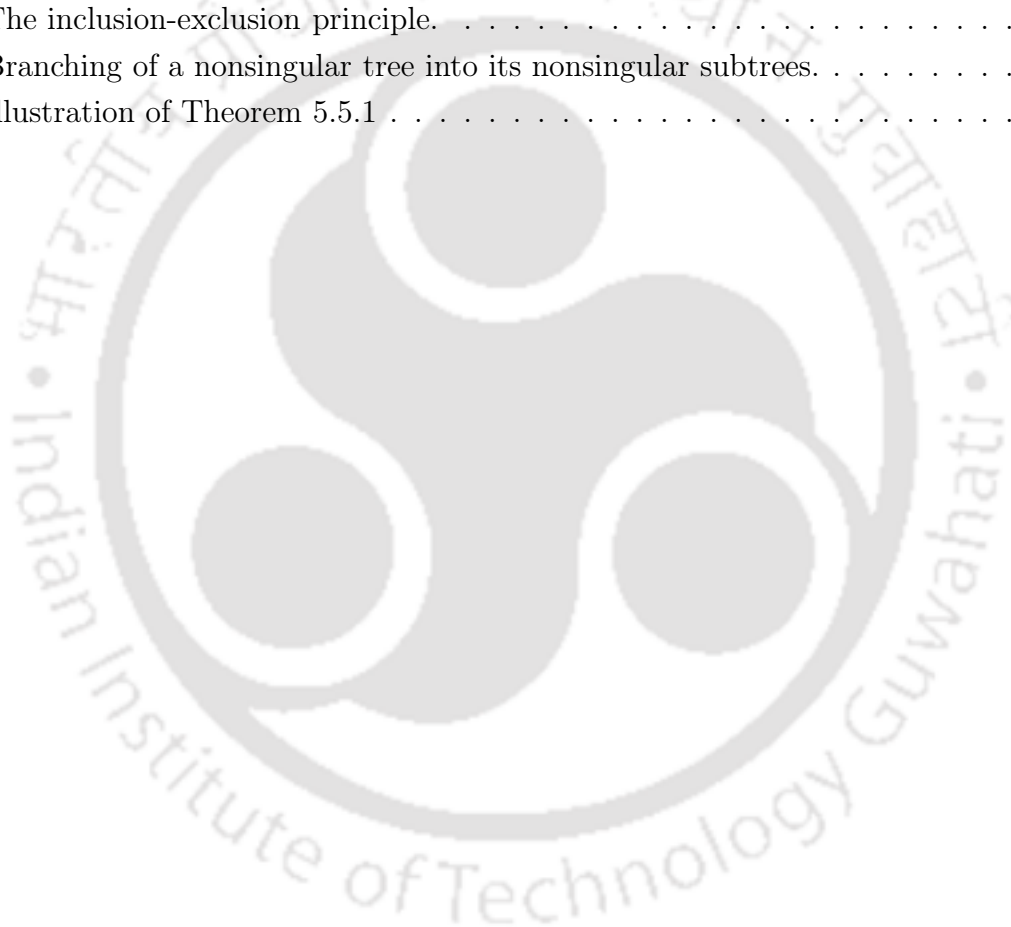 The inclusion-exclusion principle. . . . . . . . . . . . . . . . . . . . . . . . .
Branching of a nonsingular tree into its nonsingular subtrees. . . . . . . . . .
llustration of Theorem 5.5.1 . . . . . . . . . . . . . . . . . . . . . . . . . . .
Indian Institute of Technology Guwahati